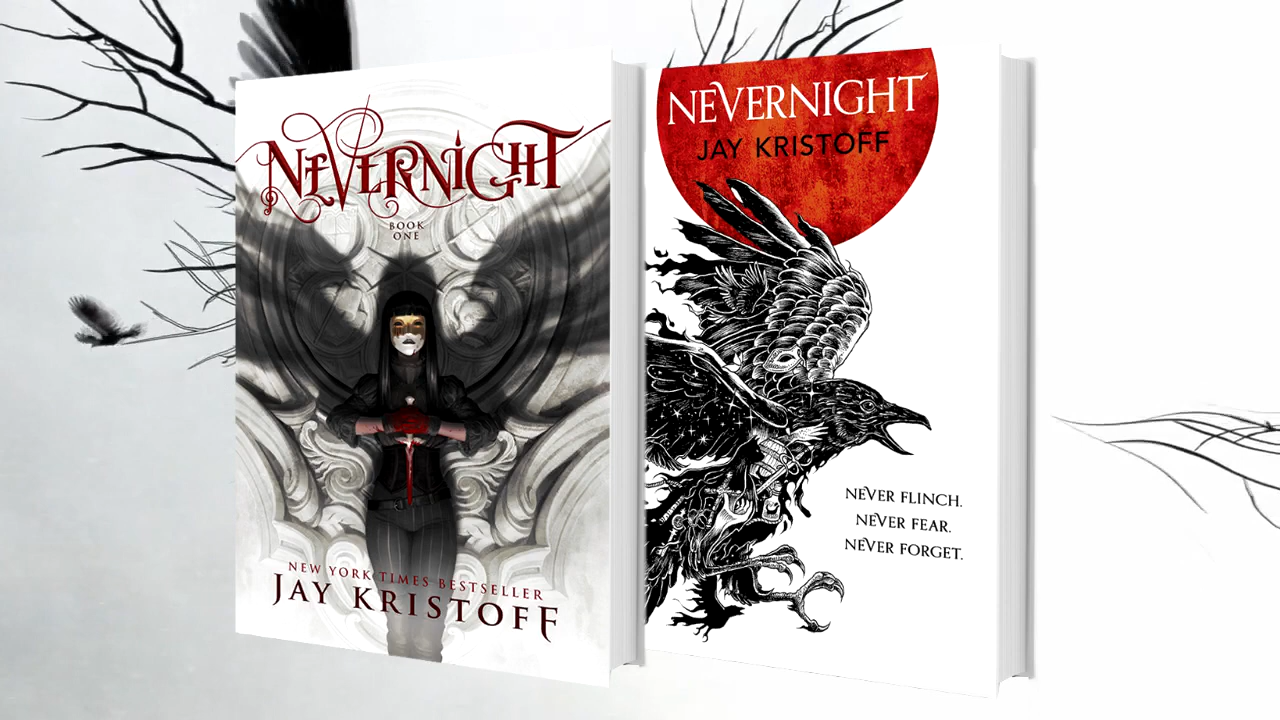 NEVERNIGHT
BOOK
ONE
NEW YORK TIMES BESTSELLER
JAY KRISTOFF
NEVERNIGHT
JAY KRISTOFF
NEVER FLINCH.
NEVER FEAR.
NEVER FORGET.